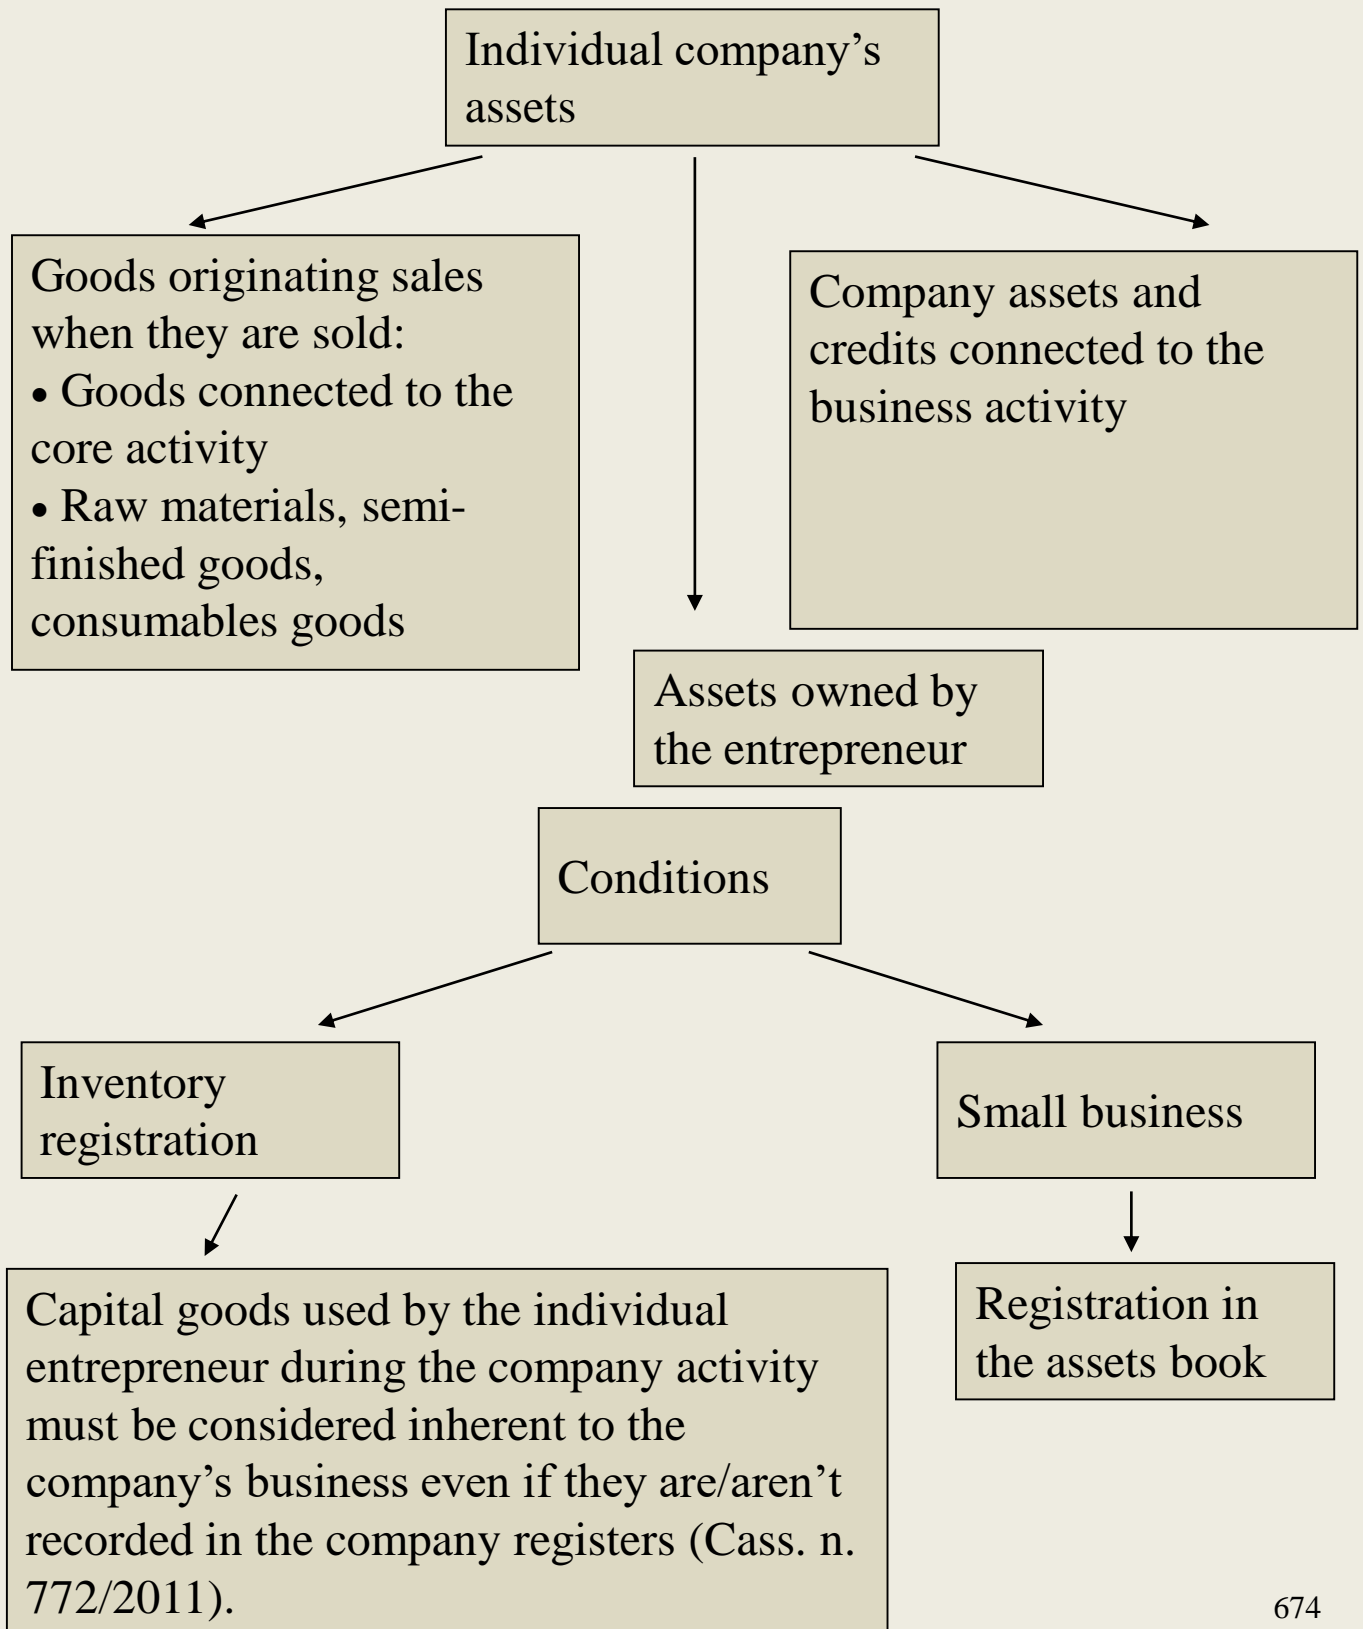 Individual company’s
assets
Goods originating sales
when they are sold:
• Goods connected to the
core activity
• Raw materials, semi-
finished goods,
consumables goods
Company assets and
credits connected to the
business activity
Assets owned by
the entrepreneur
Conditions
Inventory
registration
Small business
Capital goods used by the individual
entrepreneur during the company activity
must be considered inherent to the
company’s business even if they are/aren’t
recorded in the company registers (Cass. n.
772/2011).
Registration in
the assets book
674